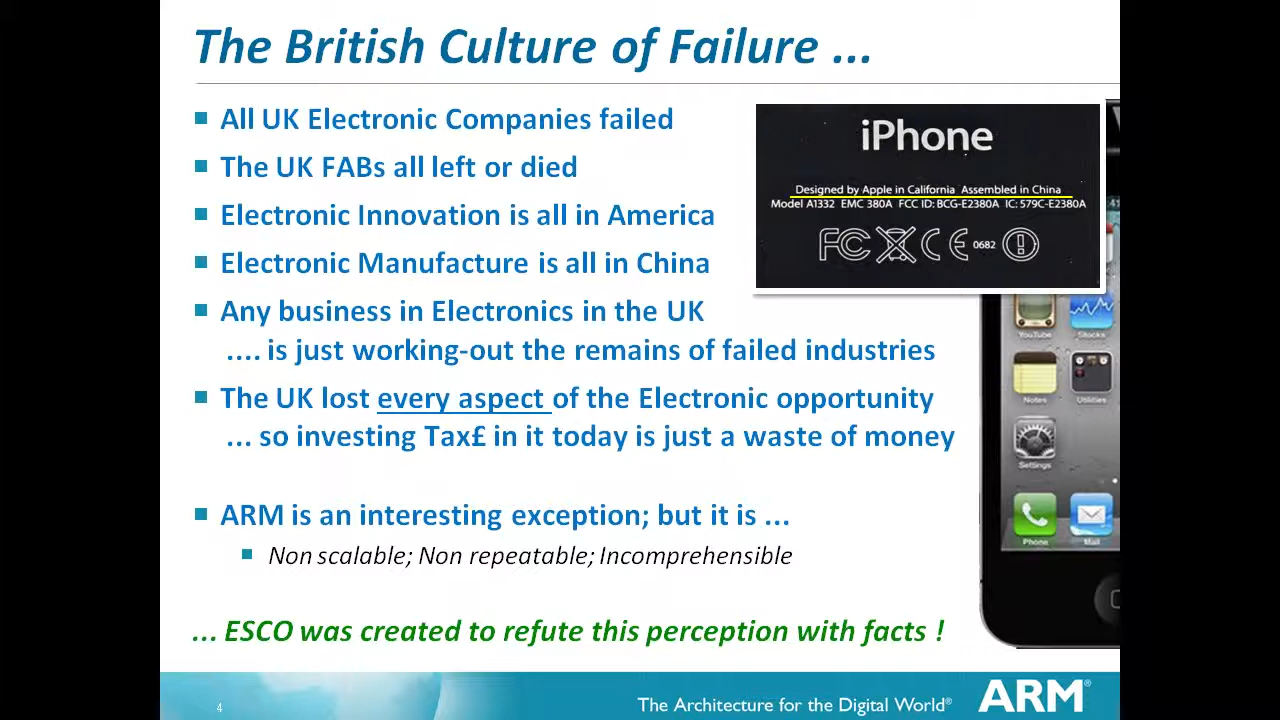 The British Culture of Failure ...
All UK Electronic Companies failed
The UK FABs all left or died
Electronic Innovation is all in America
Electronic Manufacture is all in China
Any business in Electronics in the UK
.... is just working-out the remains of failed industries
The UK lost every aspect of the Electronic opportunity
... so investing Tax£ in it today is just a waste of money
ARM is an interesting exception; but it is ...
Non scalable; Non repeatable; Incomprehensible
... ESCO was created to refute this perception with facts !
iPhone
Designed by Apple in California Assembled in China
Model A1332 EMC 380A FCC ID: BCG-E2380A IC: 579C-E2380A
FC CE 0682
YouTube Stocks
Notes Utilities
Settings
Phone Mail
4
The Architecture for the Digital World®
ARM®